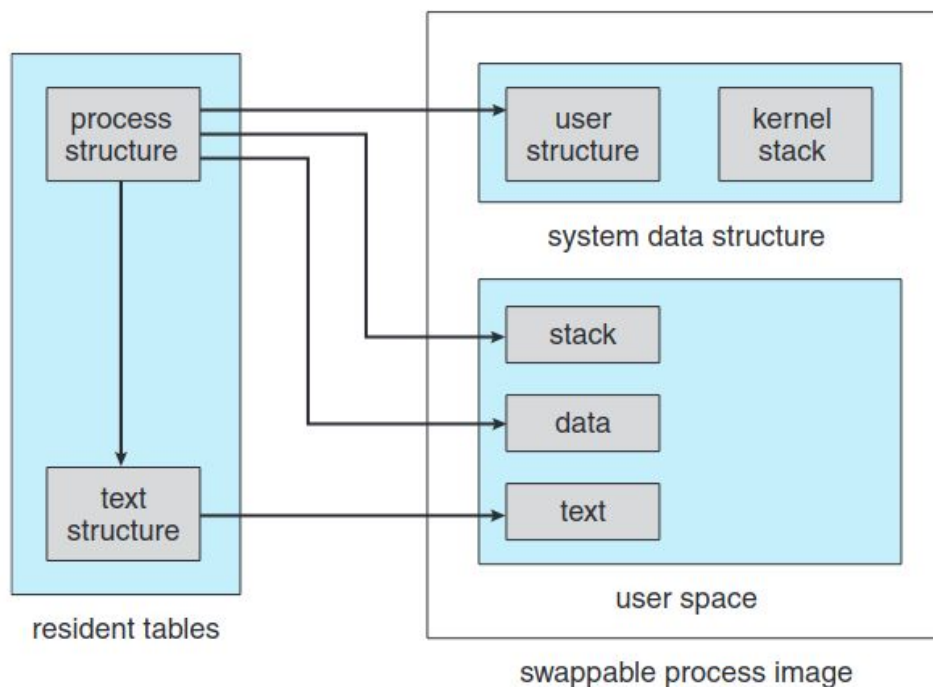 process
structure
user
structure
kernel
stack
system data structure
stack
data
text
structure
text
user space
resident tables
swappable process image